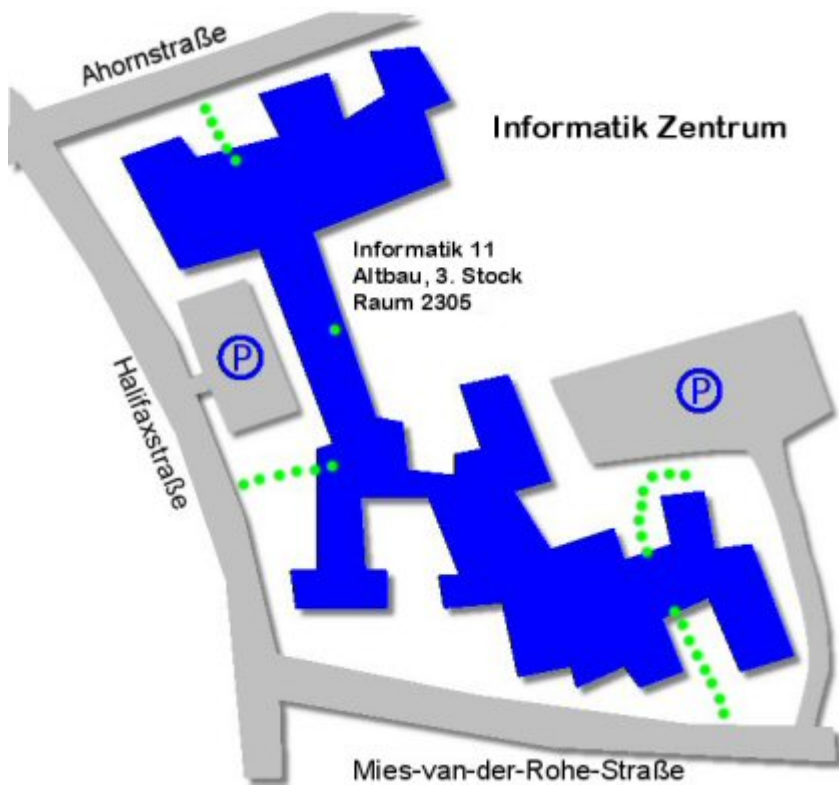 Ahornstraße
Informatik Zentrum
Informatik 11
Altbau, 3. Stock
Raum 2305
P
P
Halifaxstraße
Mies-van-der-Rohe-Straße